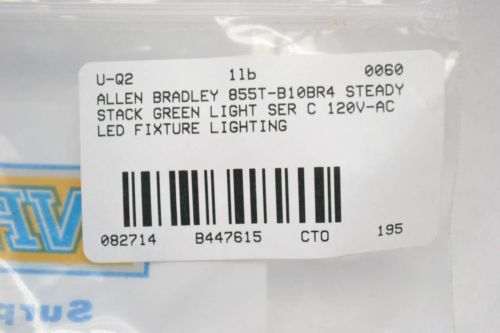 U-Q2 1lb 0060
ALLEN BRADLEY 855T-B10BR4 STEADY
STACK GREEN LIGHT SER C 120V-AC
LED FIXTURE LIGHTING
082714 B447615 CTO 195
Surp